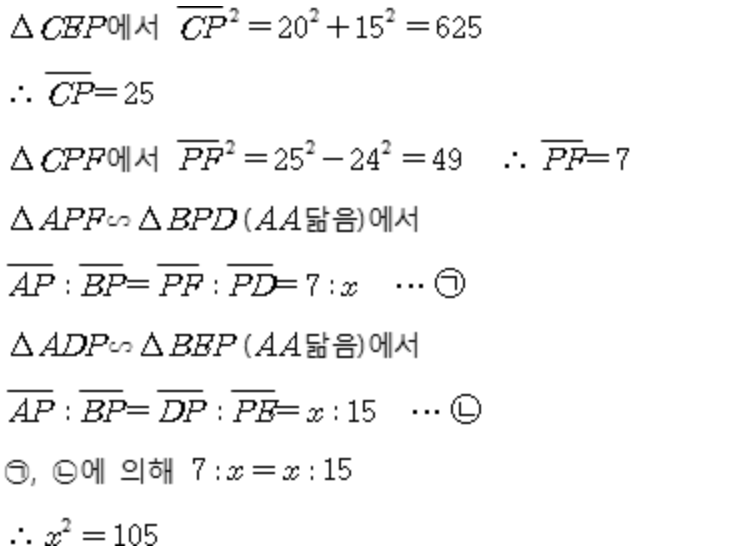 △CEP에서 $\overline{CP}^2=20^2+15^2=625$
∴ $\overline{CP}=25$
△CPF에서 $\overline{PF}^2=25^2-24^2=49$ ∴ $\overline{PF}=7$
△APF∽△BPD (AA닮음)에서
$\overline{AP}:\overline{BP}=\overline{PF}:\overline{PD}=7:x$ … ㉠
△ADP∽△BEP (AA닮음)에서
$\overline{AP}:\overline{BP}=\overline{DP}:\overline{PE}=x:15$ … ㉡
㉠, ㉡에 의해 $7:x=x:15$
∴ $x^2=105$